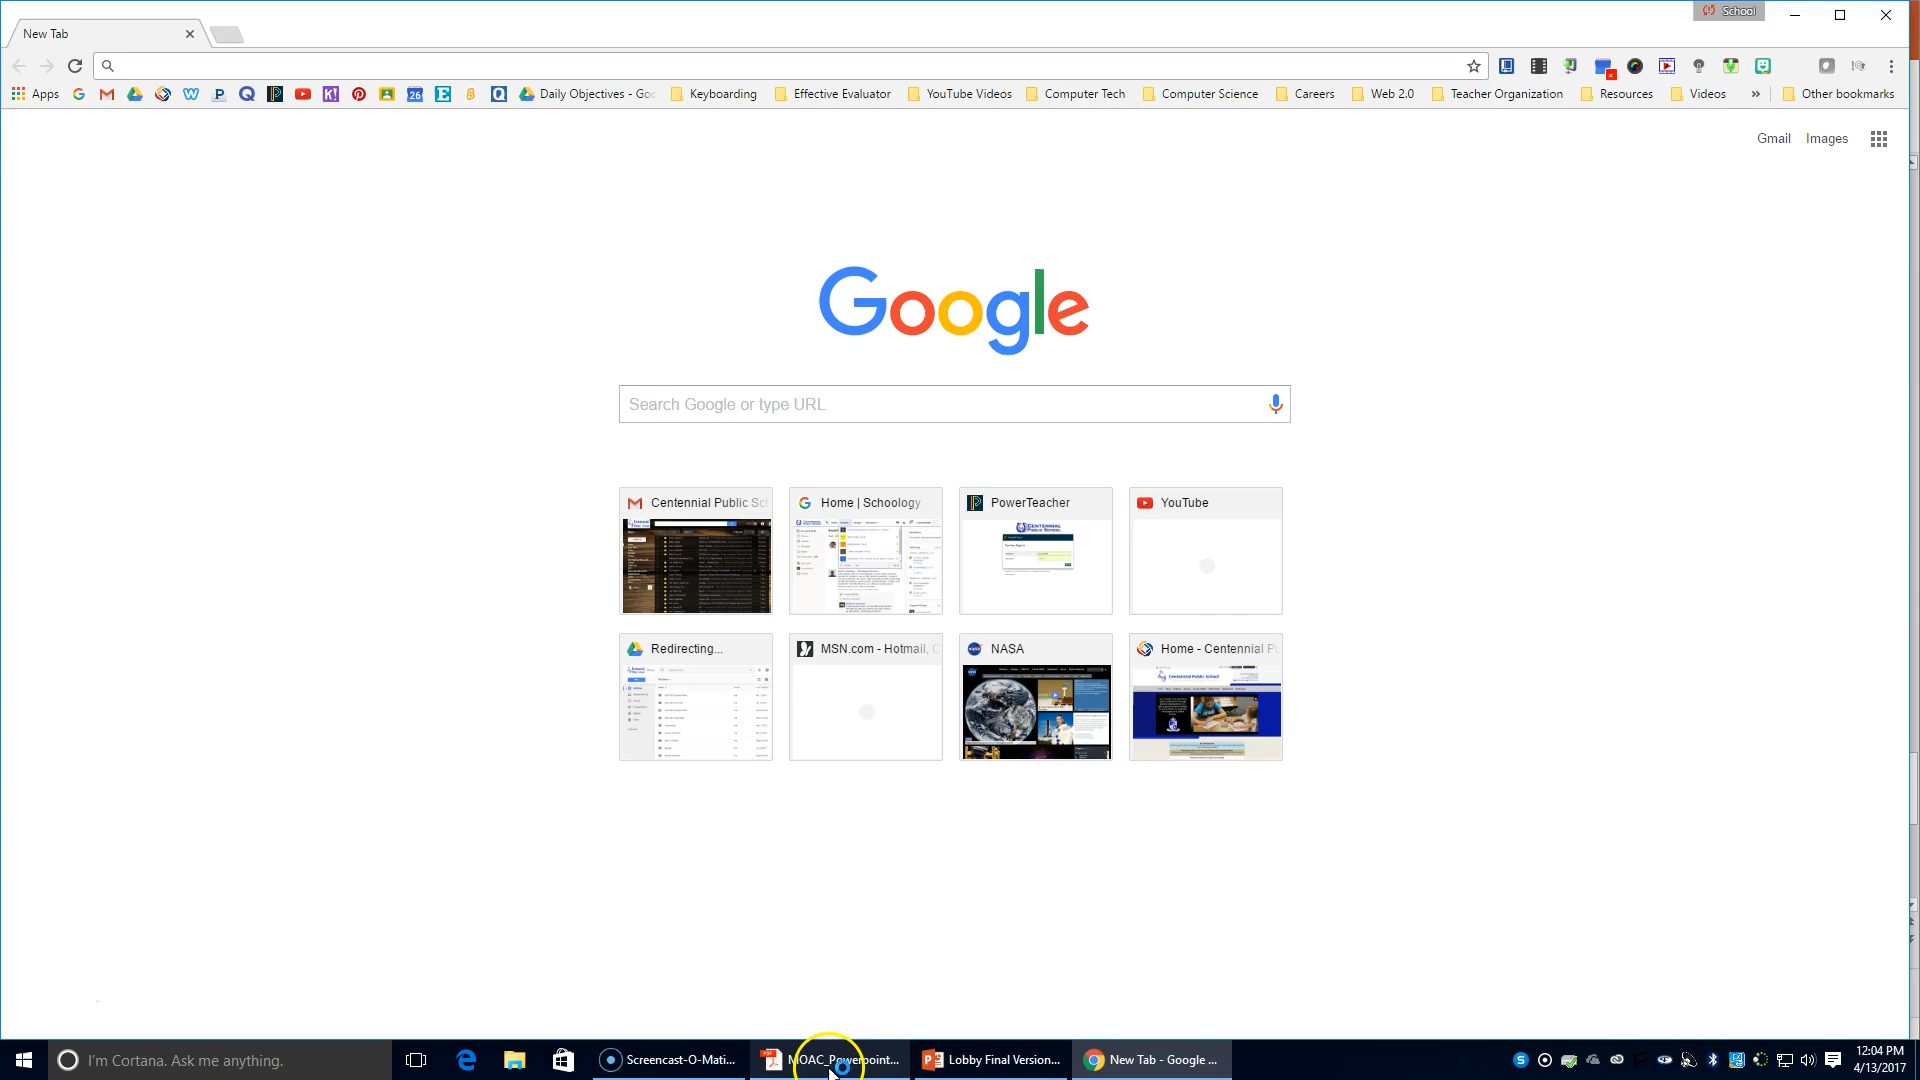 School
New Tab
Apps Daily Objectives - Goo Keyboarding Effective Evaluator YouTube Videos Computer Tech Computer Science Careers Web 2.0 Teacher Organization Resources Videos » Other bookmarks
Gmail Images
Google
Search Google or type URL
Centennial Public Sc Home | Schoology PowerTeacher YouTube
Redirecting... MSN.com - Hotmail, Home - Centennial P
NASA
I'm Cortana. Ask me anything. Screencast-O-Mati... MOAC_Powerpoint... Lobby Final Version... New Tab - Google ...
12:04 PM
4/13/2017